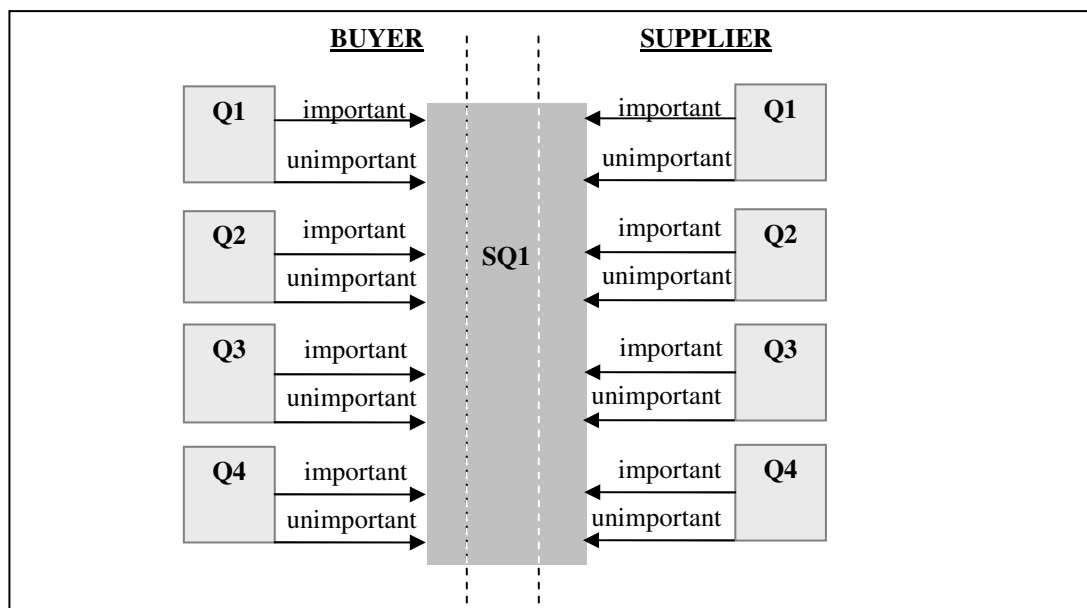 BUYER SUPPLIER
Q1 important important Q1
unimportant unimportant
Q2 important important Q2
SQ1
unimportant unimportant
Q3 important important Q3
unimportant unimportant
Q4 important important Q4
unimportant unimportant